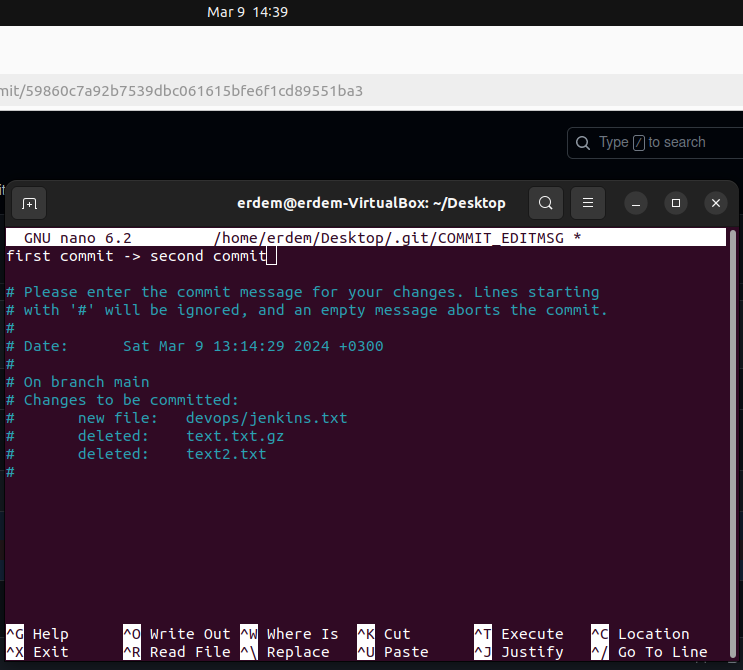 Mar 9 14:39
mit/59860c7a92b7539dbc061615bfe6f1cd89551ba3
Type / to search
erdem@erdem-VirtualBox: ~/Desktop
GNU nano 6.2 /home/erdem/Desktop/.git/COMMIT_EDITMSG *
first commit -> second commit
# Please enter the commit message for your changes. Lines starting
# with '#' will be ignored, and an empty message aborts the commit.
#
# Date: Sat Mar 9 13:14:29 2024 +0300
#
# On branch main
# Changes to be committed:
# new file: devops/jenkins.txt
# deleted: text.txt.gz
# deleted: text2.txt
#
^G Help ^O Write Out ^W Where Is ^K Cut ^T Execute ^C Location
^X Exit ^R Read File ^\ Replace ^U Paste ^J Justify ^/ Go To Line